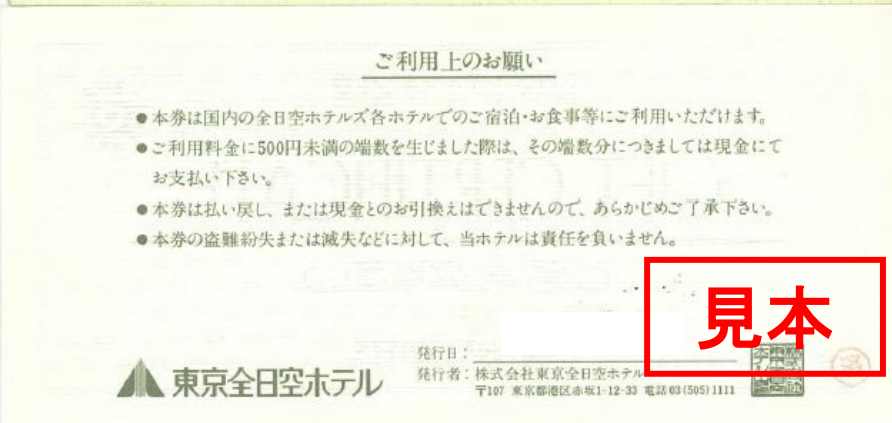 ご利用上のお願い
●本券は国内の全日空ホテルズ各ホテルでのご宿泊・お食事等にご利用いただけます。
●ご利用料金に500円未満の端数を生じました際は、その端数分につきましては現金にて
お支払い下さい。
●本券は払い戻し、または現金とのお引換えはできませんので、あらかじめご了承下さい。
●本券の盗難紛失または滅失などに対して、当ホテルは責任を負いません。
見本
発行日：
東京全日空ホテル
発行者：株式会社東京全日空ホテル
〒107 東京都港区赤坂1-12-33 電話03(505)1111